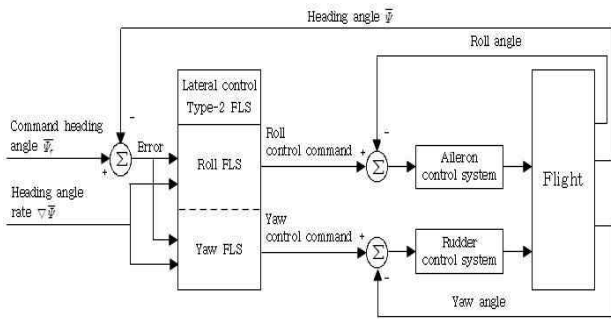 Heading angle Ψ̅
Roll angle
Lateral control
Type-2 FLS
Command heading
angle Ψ̅r
Error
Σ
Roll FLS
Roll
control command
Σ
Aileron
control system
Flight
Heading angle
rate ▽Ψ̅
Yaw FLS
Yaw
control command
Σ
Rudder
control system
Yaw angle
+
-
+
-
+
-